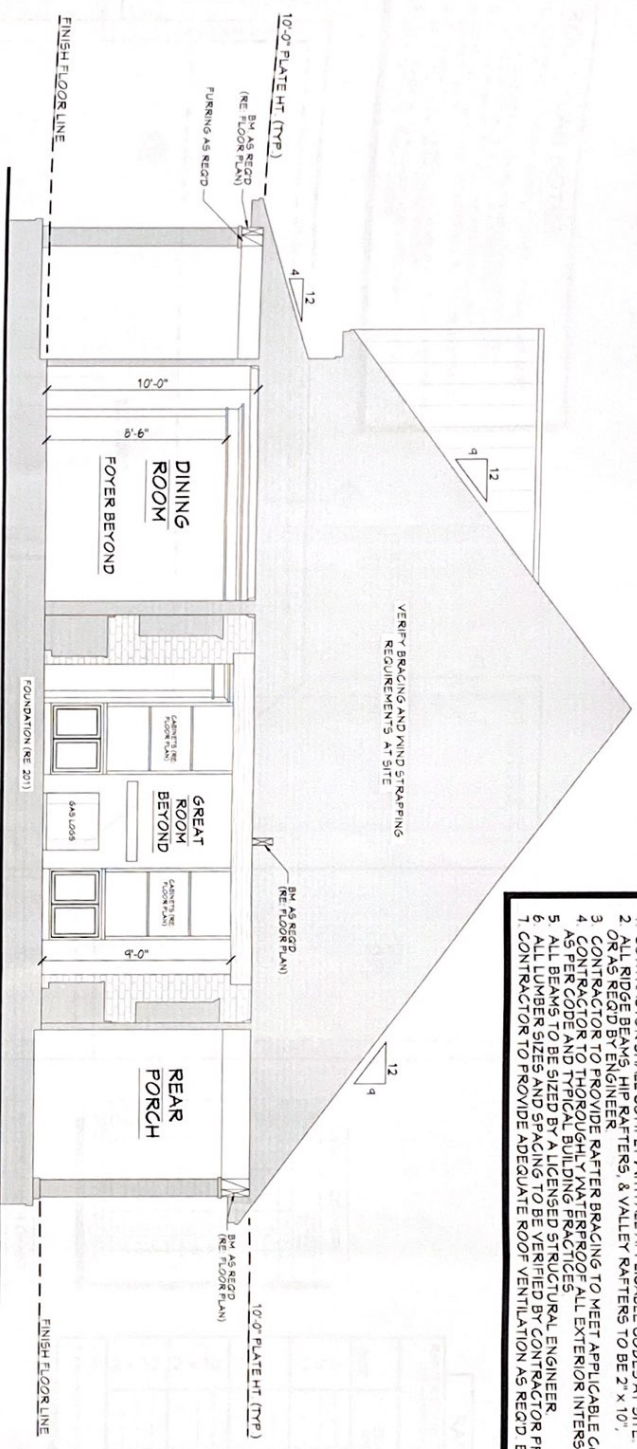 10'-0" PLATE HT. (TYP.)
BM. AS REQ'D
(RE: FLOOR PLAN)
FURRING AS REQ'D
FINISH FLOOR LINE
4
12
9
12
VERIFY BRACING AND WIND STRAPPING
REQUIREMENTS AT SITE
12
9
10'-0"
8'-6"
DINING
ROOM
FOYER BEYOND
CABINETS (RE:
FLOOR PLAN)
GREAT
ROOM
BEYOND
GAS LOGS
CABINETS (RE:
FLOOR PLAN)
BM. AS REQ'D
(RE: FLOOR PLAN)
9'-0"
REAR
PORCH
BM. AS REQ'D
(RE: FLOOR PLAN)
10'-0" PLATE HT. (TYP.)
FINISH FLOOR LINE
FOUNDATION (RE: 201)
2. ALL RIDGE BEAMS, HIP RAFTERS, & VALLEY RAFTERS TO BE 2" x 10",
OR AS REQ'D BY ENGINEER.
3. CONTRACTOR TO PROVIDE RAFTER BRACING TO MEET APPLICABLE
4. CONTRACTOR TO THOROUGHLY WATERPROOF ALL EXTERIOR
AS PER CODE AND TYPICAL BUILDING PRACTICES.
5. ALL BEAMS TO BE SIZED BY A LICENSED STRUCTURAL ENGINEER.
6. ALL LUMBER SIZES AND SPACING TO BE VERIFIED BY CONTRACTOR
7. CONTRACTOR TO PROVIDE ADEQUATE ROOF VENTILATION AS REQ'D.